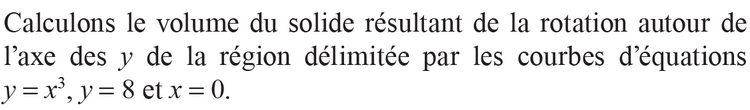 Calculons le volume du solide résultant de la rotation autour de
l’axe des y de la région délimitée par les courbes d’équations
y = x³, y = 8 et x = 0.